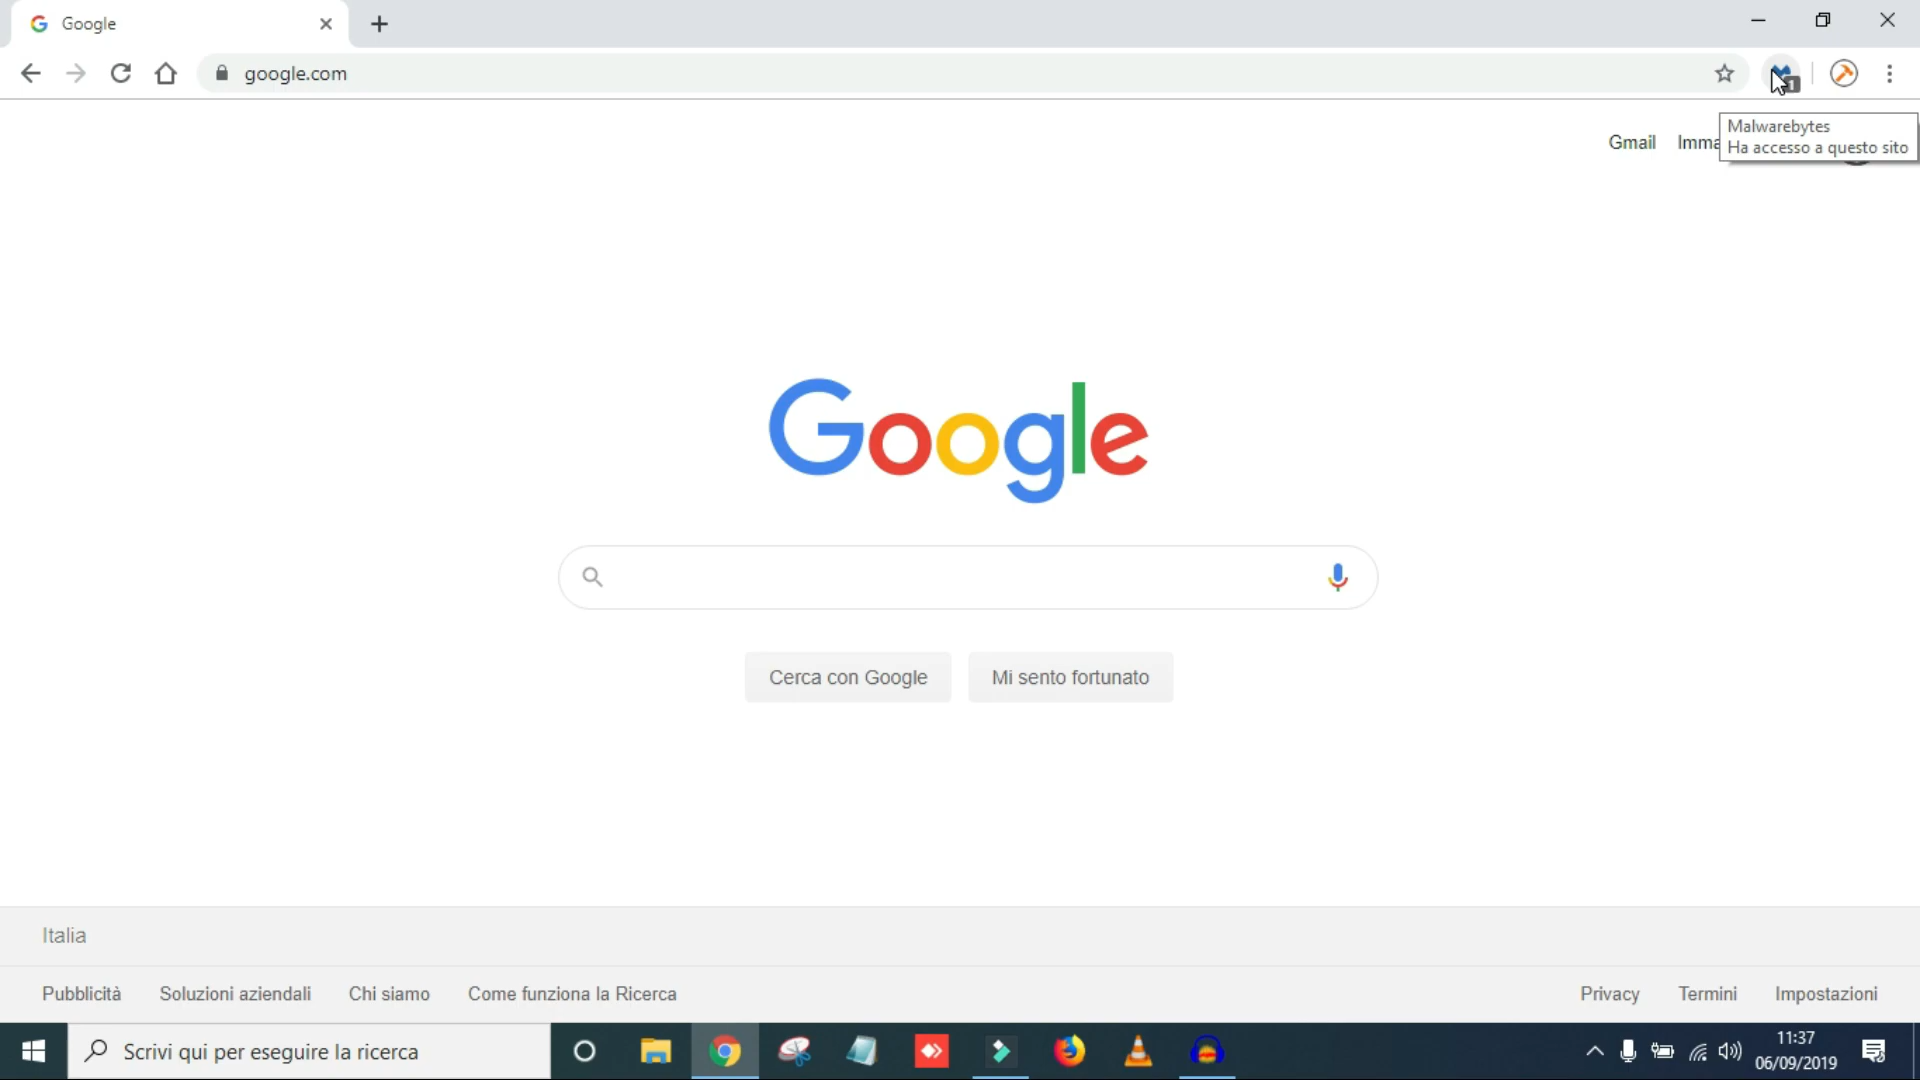 Google
google.com
1
Malwarebytes
Ha accesso a questo sito
Gmail
Google
Cerca con Google
Mi sento fortunato
Italia
Pubblicità
Soluzioni aziendali
Chi siamo
Come funziona la Ricerca
Privacy
Termini
Impostazioni
Scrivi qui per eseguire la ricerca
11:37
06/09/2019